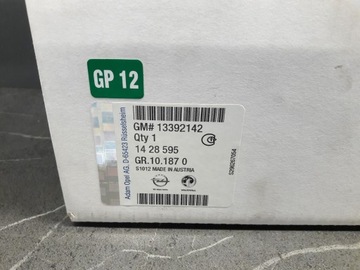 GP 12
Adam Opel AG, D-65423 Rüsselsheim
GM# 13392142
Qty 1
14 28 595
GR.10.187 0
S1012 MADE IN AUSTRIA